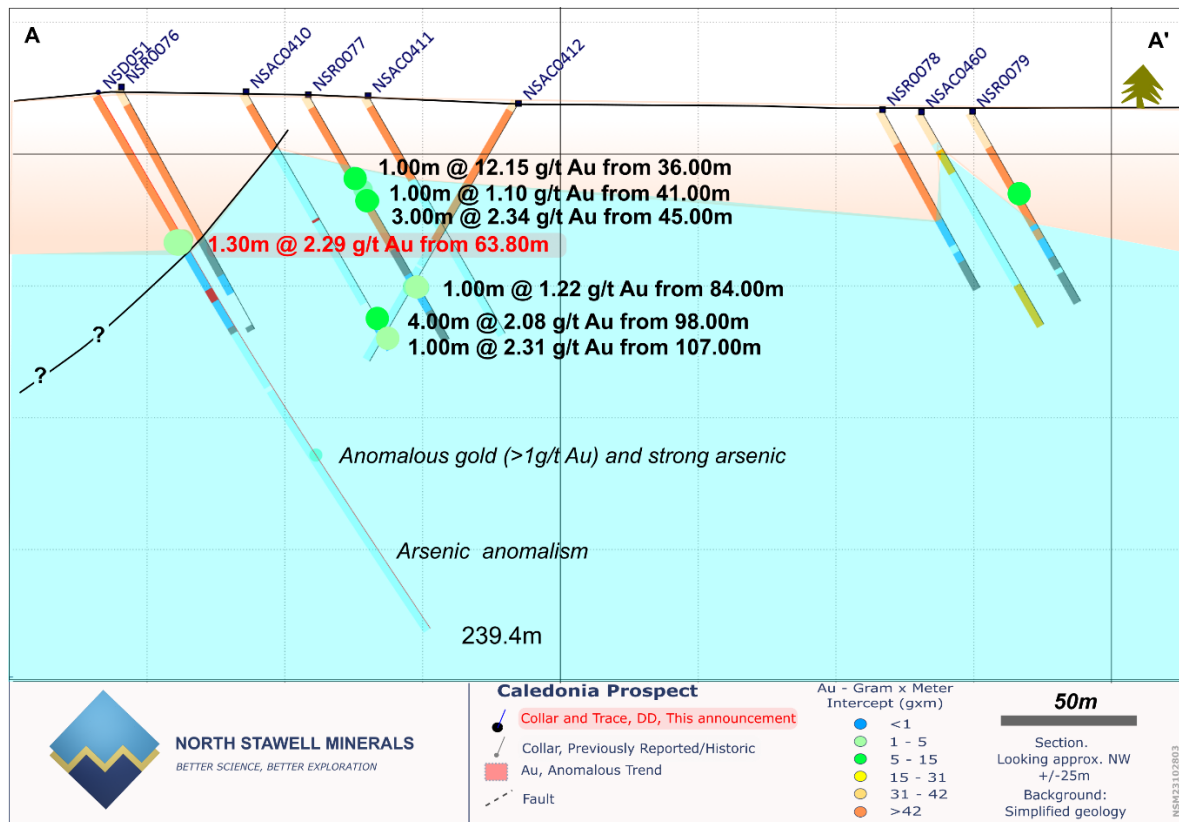 A
A'
NSD051
NSR0076
NSAC0410
NSR0077
NSAC0411
NSAC0412
NSR0078
NSAC0460
NSR0079
1.00m @ 12.15 g/t Au from 36.00m
1.00m @ 1.10 g/t Au from 41.00m
3.00m @ 2.34 g/t Au from 45.00m
1.30m @ 2.29 g/t Au from 63.80m
1.00m @ 1.22 g/t Au from 84.00m
4.00m @ 2.08 g/t Au from 98.00m
1.00m @ 2.31 g/t Au from 107.00m
?
?
Anomalous gold (>1g/t Au) and strong arsenic
Arsenic anomalism
239.4m
NORTH STAWELL MINERALS
BETTER SCIENCE, BETTER EXPLORATION
Caledonia Prospect
Collar and Trace, DD, This announcement
Collar, Previously Reported/Historic
Au, Anomalous Trend
Fault
Au - Gram x Meter
Intercept (gxm)
<1
1 - 5
5 - 15
15 - 31
31 - 42
>42
50m
Section.
Looking approx. NW
+/-25m
Background:
Simplified geology
NSM23102803